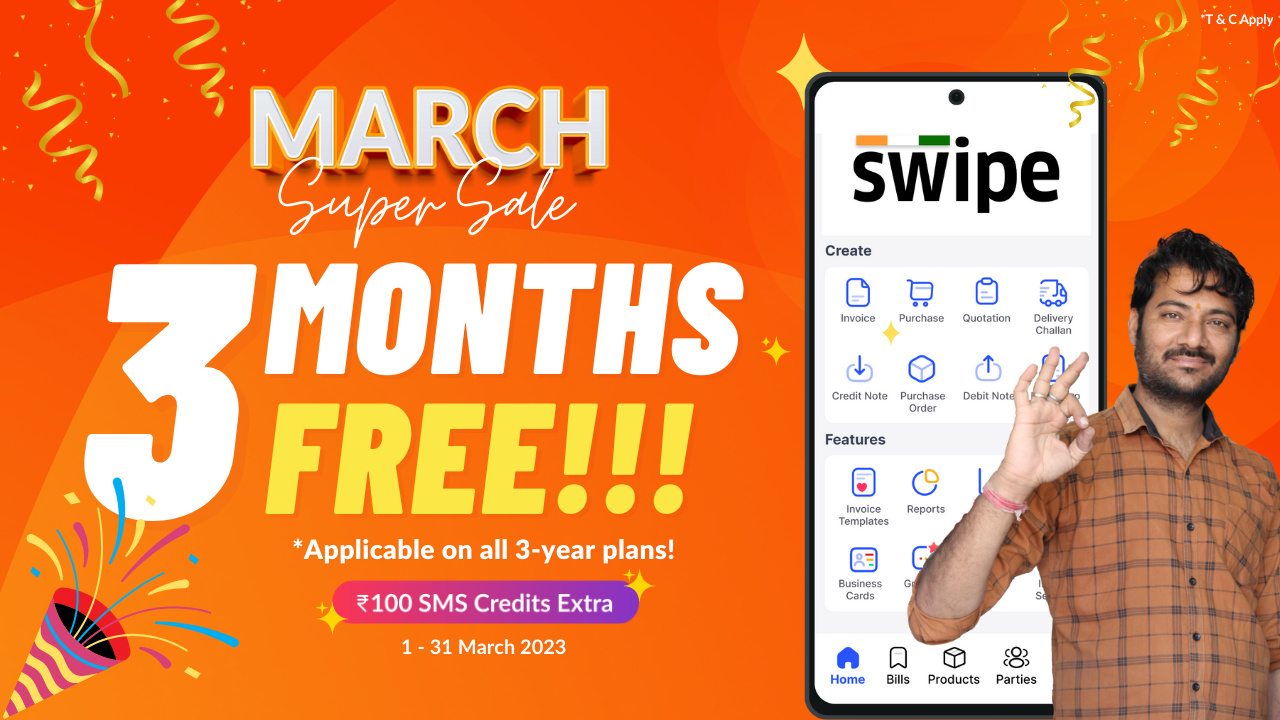 *T & C Apply
MARCH
Super Sale
3 MONTHS
FREE!!!
*Applicable on all 3-year plans!
₹100 SMS Credits Extra
1 - 31 March 2023
swipe
Create
Invoice
Purchase
Quotation
Delivery
Challan
Credit Note
Purchase
Order
Debit Note
Features
Invoice
Templates
Reports
Business
Cards
Home
Bills
Products
Parties